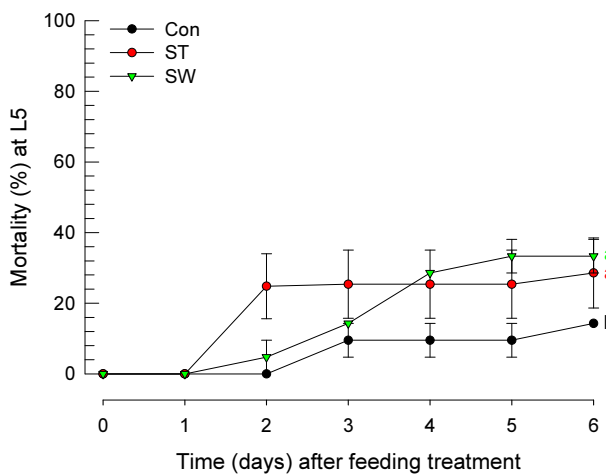 100
80
60
40
20
0
Mortality (%) at L5
Con
ST
SW
a
a
0 1 2 3 4 5 6
Time (days) after feeding treatment